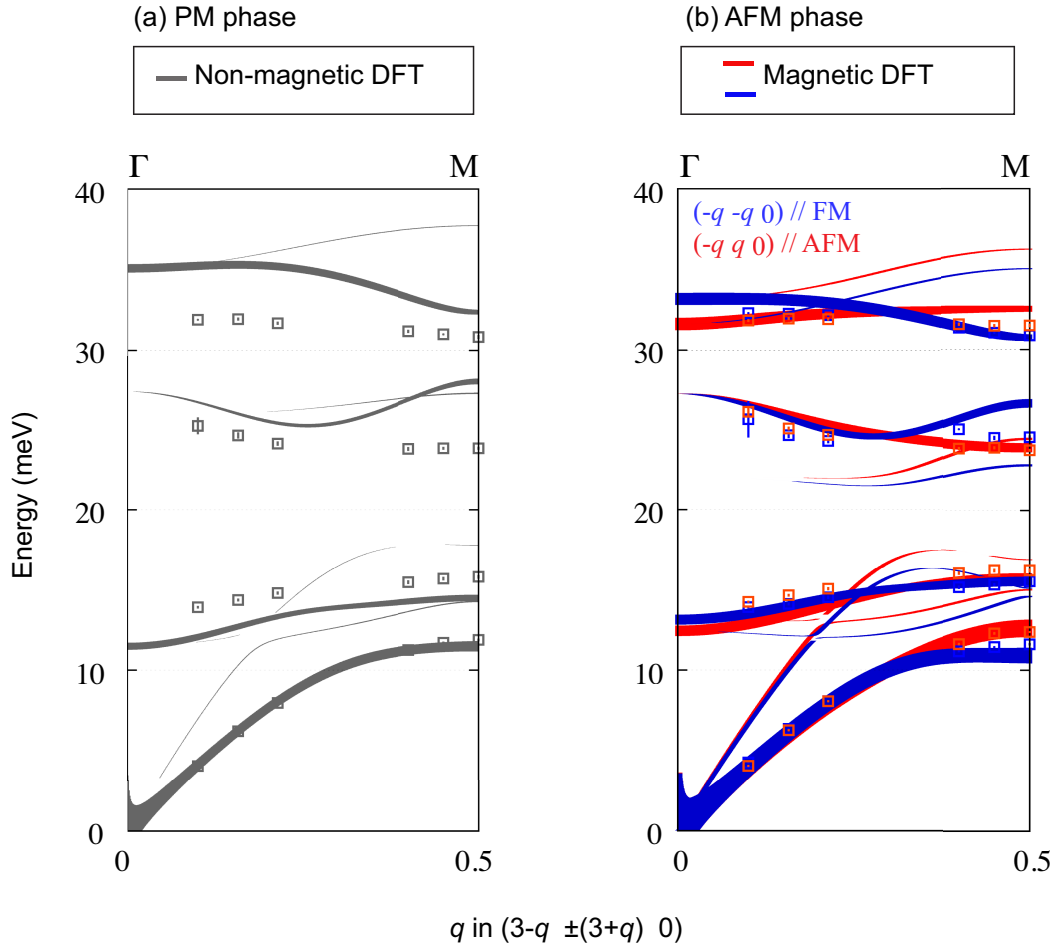 (a) PM phase
Non-magnetic DFT
Γ M
40
30
20
10
0
0 0.5
(b) AFM phase
Magnetic DFT
Γ M
(-q -q 0) // FM
(-q q 0) // AFM
40
30
20
10
0
0 0.5
Energy (meV)
q in (3-q ±(3+q) 0)